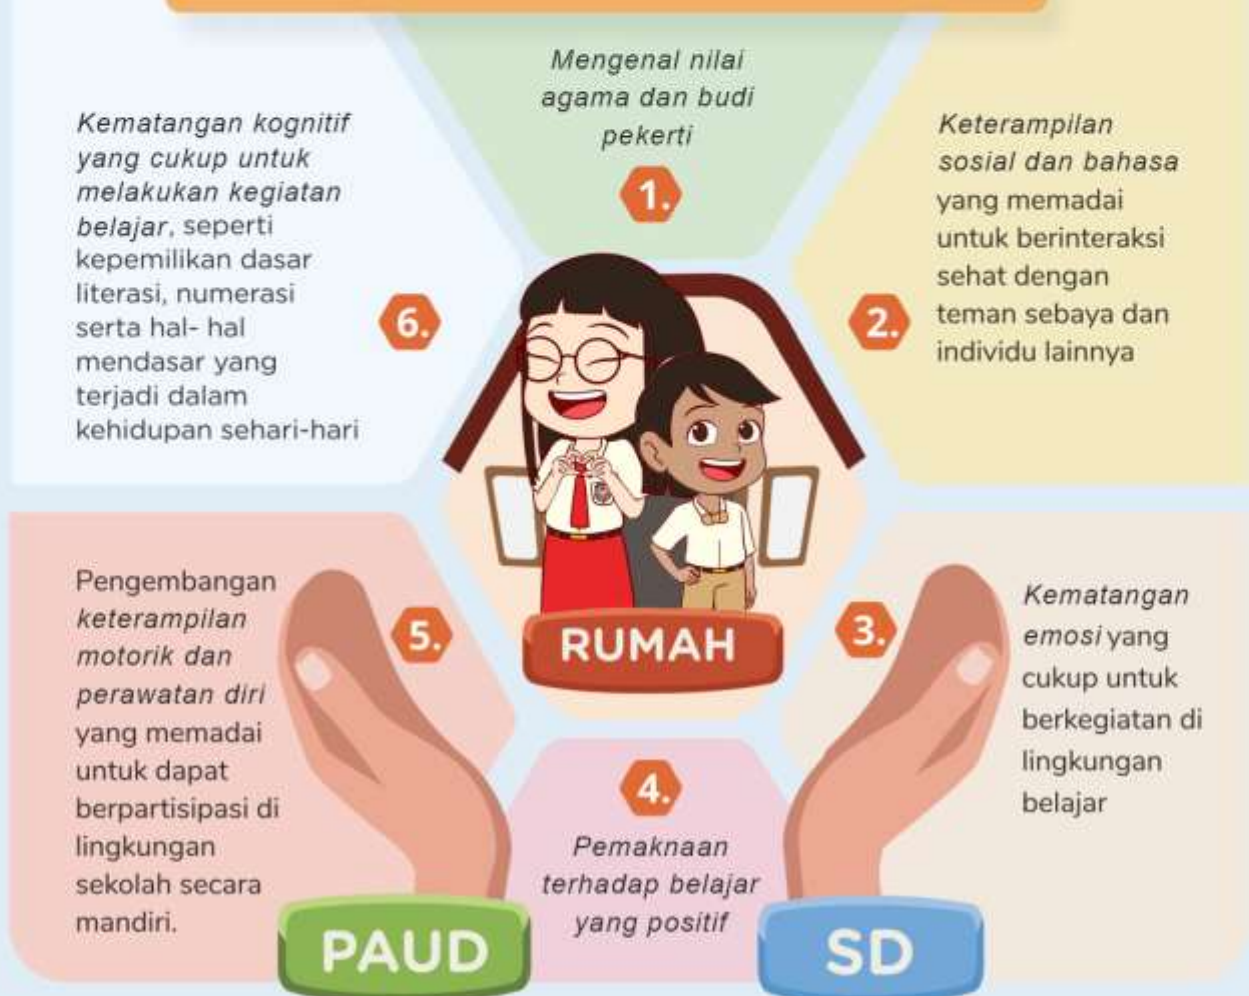 Mengenal nilai
agama dan budi
pekerti
1.
Keterampilan
sosial dan bahasa
yang memadai
untuk berinteraksi
sehat dengan
teman sebaya dan
individu lainnya
2.
Kematangan
emosi yang
cukup untuk
berkegiatan di
lingkungan
belajar
3.
4.
Pemaknaan
terhadap belajar
yang positif
Pengembangan
keterampilan
motorik dan
perawatan diri
yang memadai
untuk dapat
berpartisipasi di
lingkungan
sekolah secara
mandiri.
5.
Kematangan kognitif
yang cukup untuk
melakukan kegiatan
belajar, seperti
kepemilikan dasar
literasi, numerasi
serta hal- hal
mendasar yang
terjadi dalam
kehidupan sehari-hari
6.
RUMAH
PAUD
SD